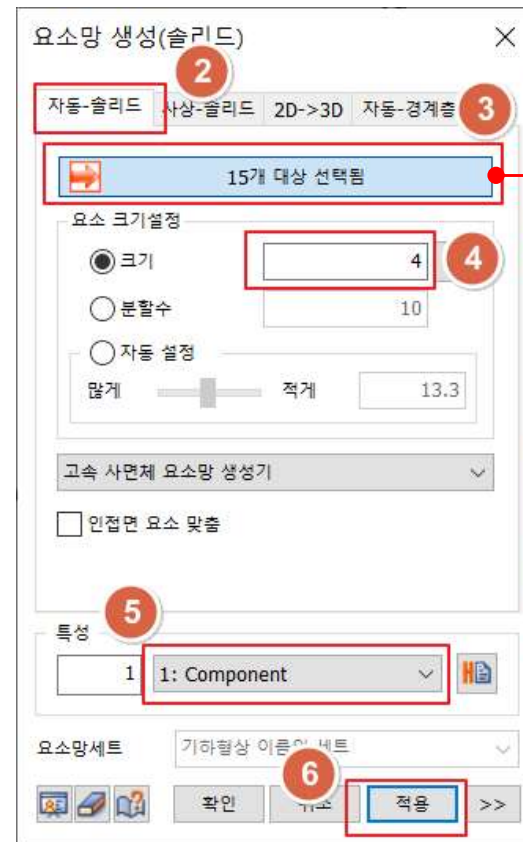 요소망 생성(솔리드)
2
자동-솔리드 사상-솔리드 2D->3D 자동-경계층 3
15개 대상 선택됨
요소 크기설정
크기 4 4
분할수 10
자동 설정
많게 적게 13.3
고속 사면체 요소망 생성기
인접면 요소 맞춤
5
특성
1 1: Component
요소망세트 기하형상 이름의 세트
6
확인 취소 적용 >>